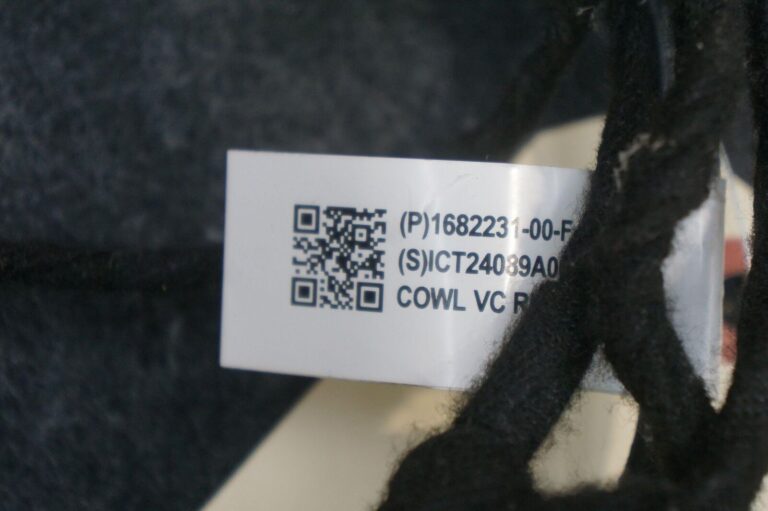 (P)1682231-00-F
(S)ICT24089A0
COWL VC R